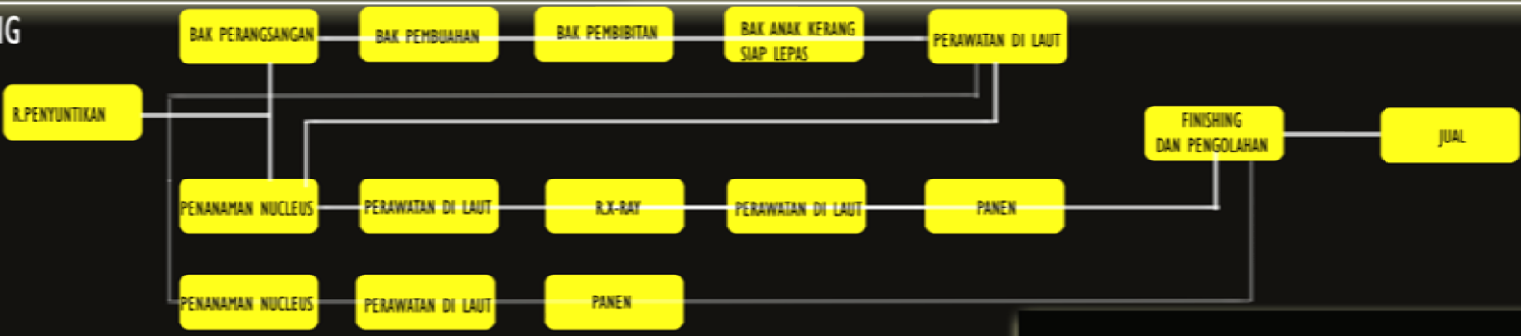 NG
BAK PERANGSANGAN
BAK PEMBUAHAN
BAK PEMBIBITAN
BAK ANAK KERANG
SIAP LEPAS
PERAWATAN DI LAUT
R.PENYUNTIKAN
FINISHING
DAN PENGOLAHAN
JUAL
PENANAMAN NUCLEUS
PERAWATAN DI LAUT
R.X-RAY
PERAWATAN DI LAUT
PANEN
PENANAMAN NUCLEUS
PERAWATAN DI LAUT
PANEN